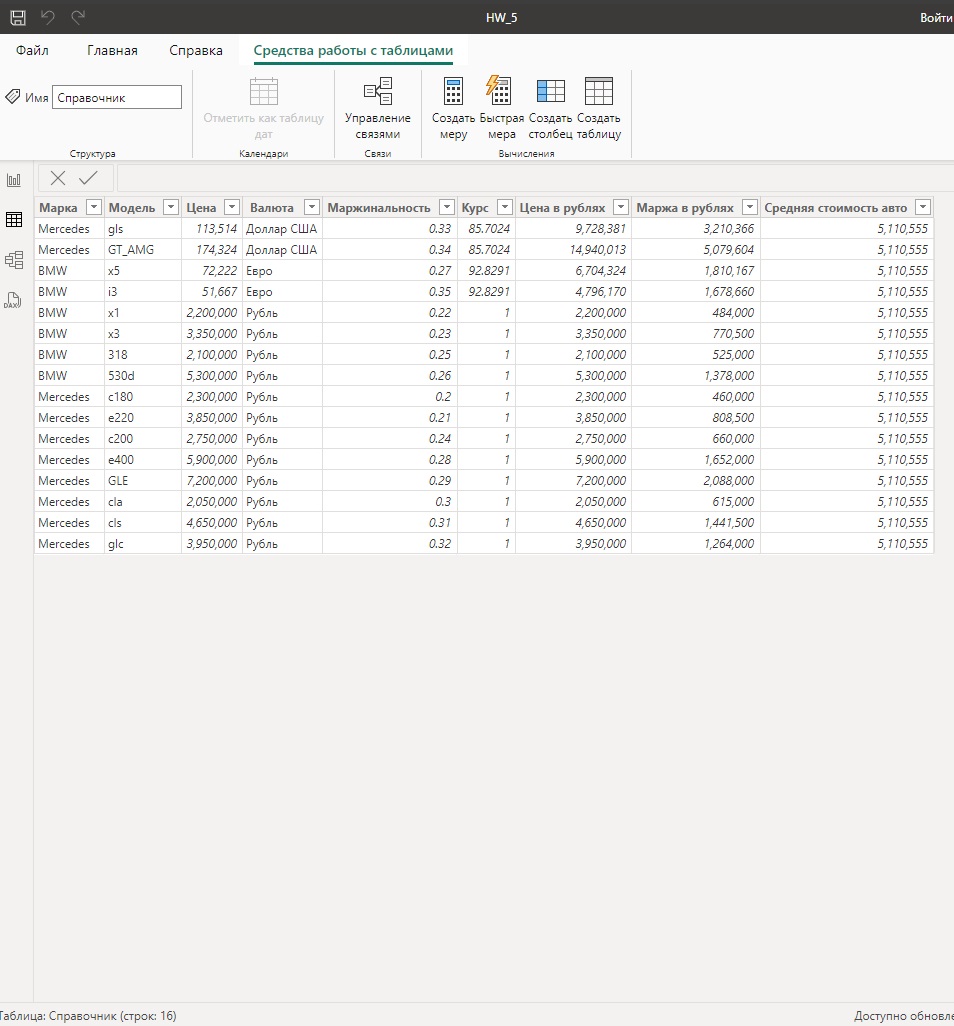 HW_5
Войти
Файл Главная Справка Средства работы с таблицами
Имя Справочник
Отметить как таблицу дат
Управление связями
Создать меру
Быстрая мера
Создать столбец
Создать таблицу
Структура Календари Связи Вычисления
Марка Модель Цена Валюта Маржинальность Курс Цена в рублях Маржа в рублях Средняя стоимость авто
Mercedes gls 113,514 Доллар США 0.33 85.7024 9,728,381 3,210,366 5,110,555
Mercedes GT_AMG 174,324 Доллар США 0.34 85.7024 14,940,013 5,079,604 5,110,555
BMW x5 72,222 Евро 0.27 92.8291 6,704,324 1,810,167 5,110,555
BMW i3 51,667 Евро 0.35 92.8291 4,796,170 1,678,660 5,110,555
BMW x1 2,200,000 Рубль 0.22 1 2,200,000 484,000 5,110,555
BMW x3 3,350,000 Рубль 0.23 1 3,350,000 770,500 5,110,555
BMW 318 2,100,000 Рубль 0.25 1 2,100,000 525,000 5,110,555
BMW 530d 5,300,000 Рубль 0.26 1 5,300,000 1,378,000 5,110,555
Mercedes c180 2,300,000 Рубль 0.2 1 2,300,000 460,000 5,110,555
Mercedes e220 3,850,000 Рубль 0.21 1 3,850,000 808,500 5,110,555
Mercedes c200 2,750,000 Рубль 0.24 1 2,750,000 660,000 5,110,555
Mercedes e400 5,900,000 Рубль 0.28 1 5,900,000 1,652,000 5,110,555
Mercedes GLE 7,200,000 Рубль 0.29 1 7,200,000 2,088,000 5,110,555
Mercedes cla 2,050,000 Рубль 0.3 1 2,050,000 615,000 5,110,555
Mercedes cls 4,650,000 Рубль 0.31 1 4,650,000 1,441,500 5,110,555
Mercedes glc 3,950,000 Рубль 0.32 1 3,950,000 1,264,000 5,110,555
DAX
Таблица: Справочник (строк: 16)
Доступно обновле